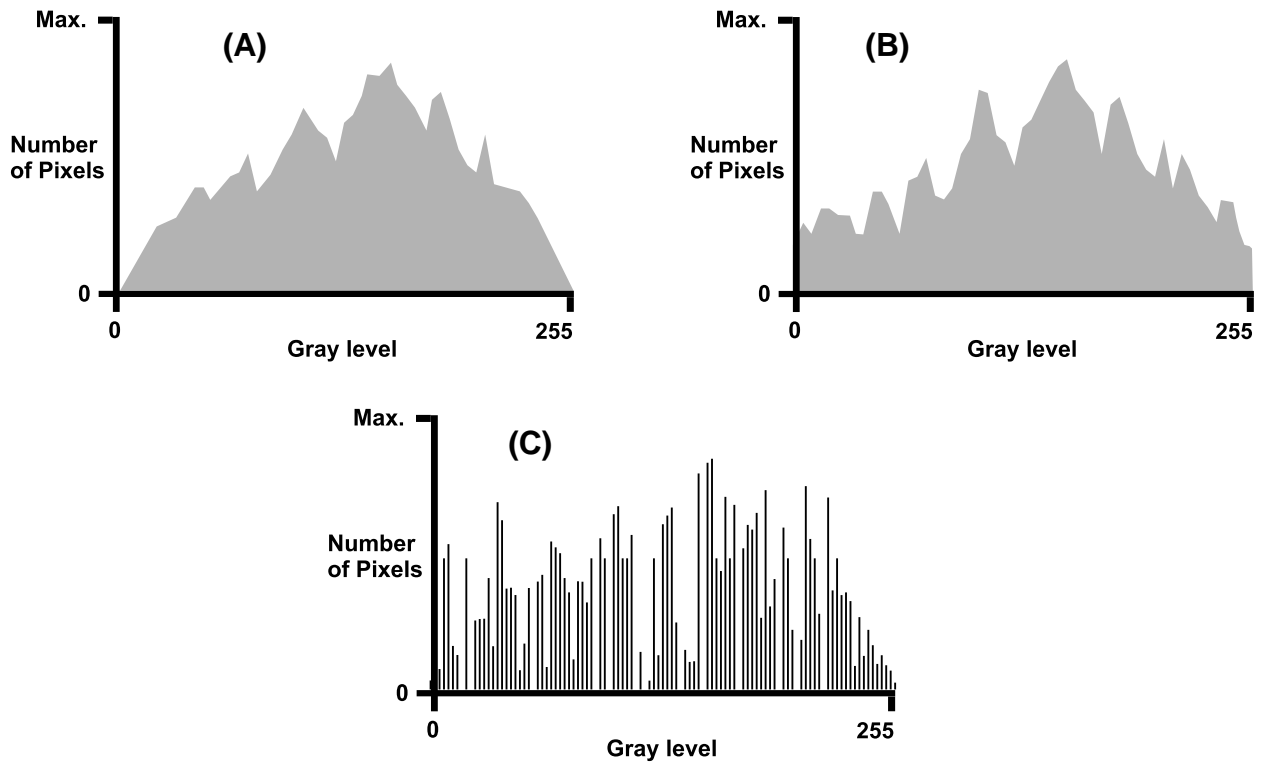 Max.
(A)
Number
of Pixels
0
0
255
Gray level
Max.
(B)
Number
of Pixels
0
0
255
Gray level
Max.
(C)
Number
of Pixels
0
0
255
Gray level